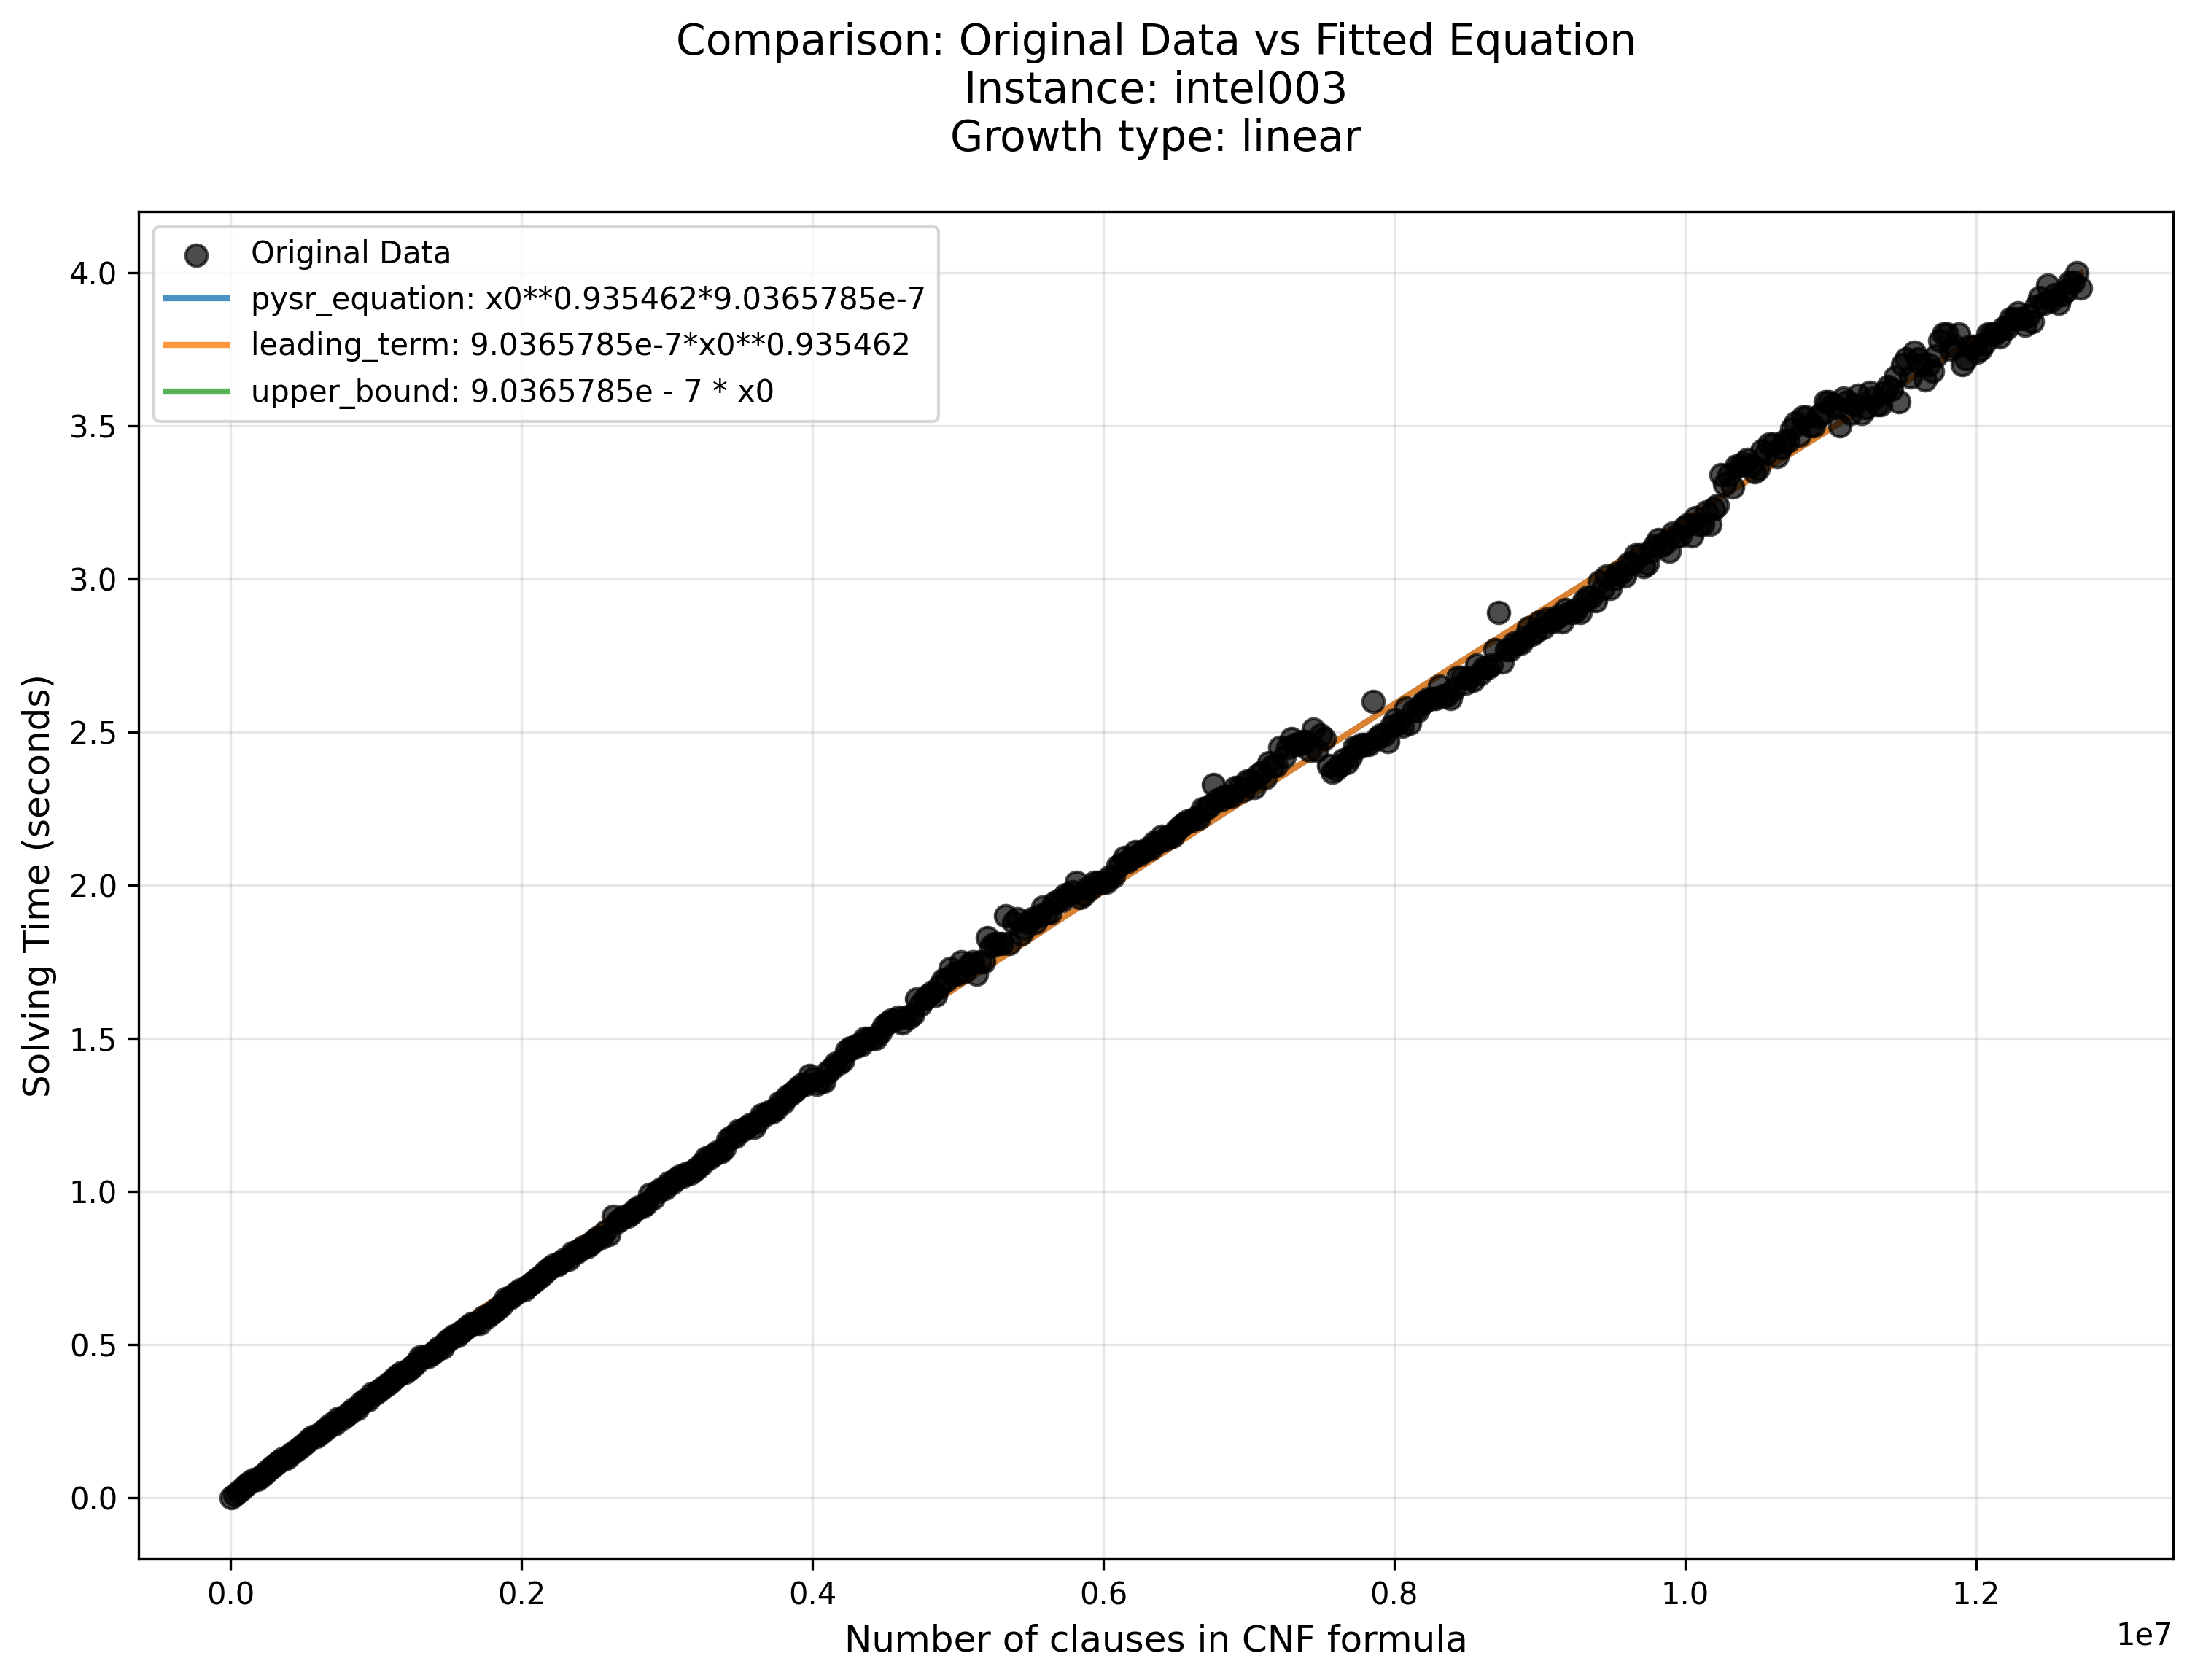 Comparison: Original Data vs Fitted Equation
Instance: intel003
Growth type: linear
Original Data
pysr_equation: x0**0.935462*9.0365785e-7
leading_term: 9.0365785e-7*x0**0.935462
upper_bound: 9.0365785e - 7 * x0
Solving Time (seconds)
4.0
3.5
3.0
2.5
2.0
1.5
1.0
0.5
0.0
0.0 0.2 0.4 0.6 0.8 1.0 1.2
1e7
Number of clauses in CNF formula